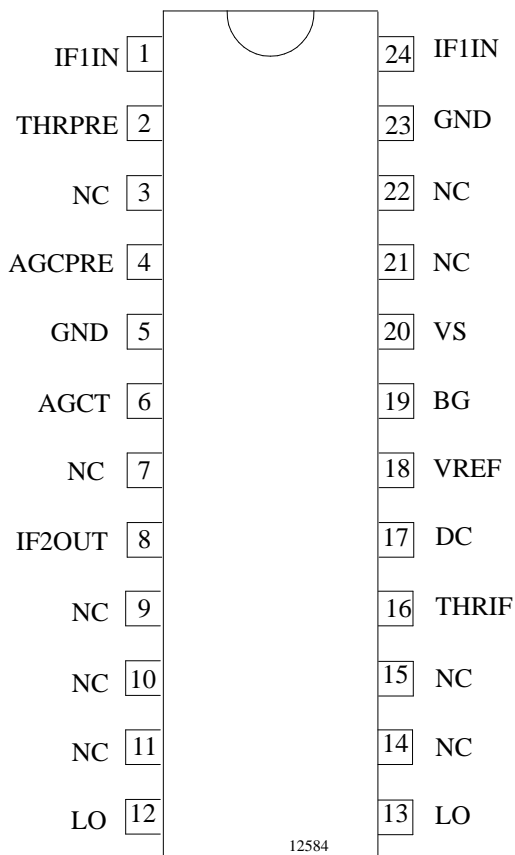 IF1IN 1 24 IF1IN
THRPRE 2 23 GND
NC 3 22 NC
AGCPRE 4 21 NC
GND 5 20 VS
AGCT 6 19 BG
NC 7 18 VREF
IF2OUT 8 17 DC
NC 9 16 THRIF
NC 10 15 NC
NC 11 14 NC
LO 12 13 LO
12584